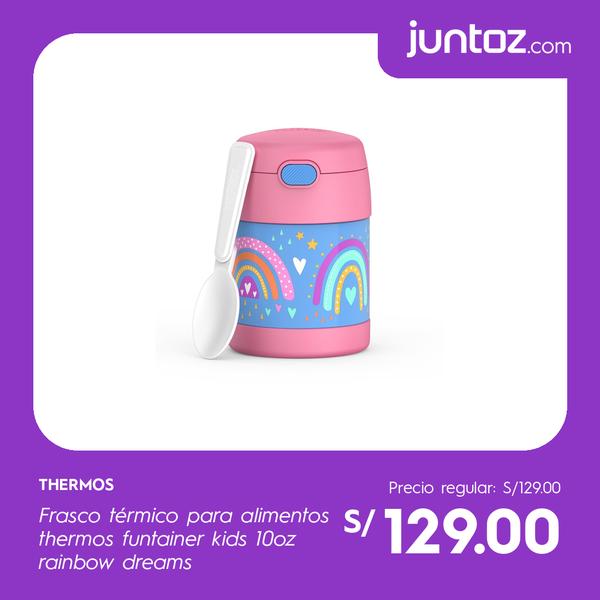 juntoz.com
THERMOS
Precio regular: S/129.00
Frasco térmico para alimentos
thermos funtainer kids 10oz
rainbow dreams
S/ 129.00